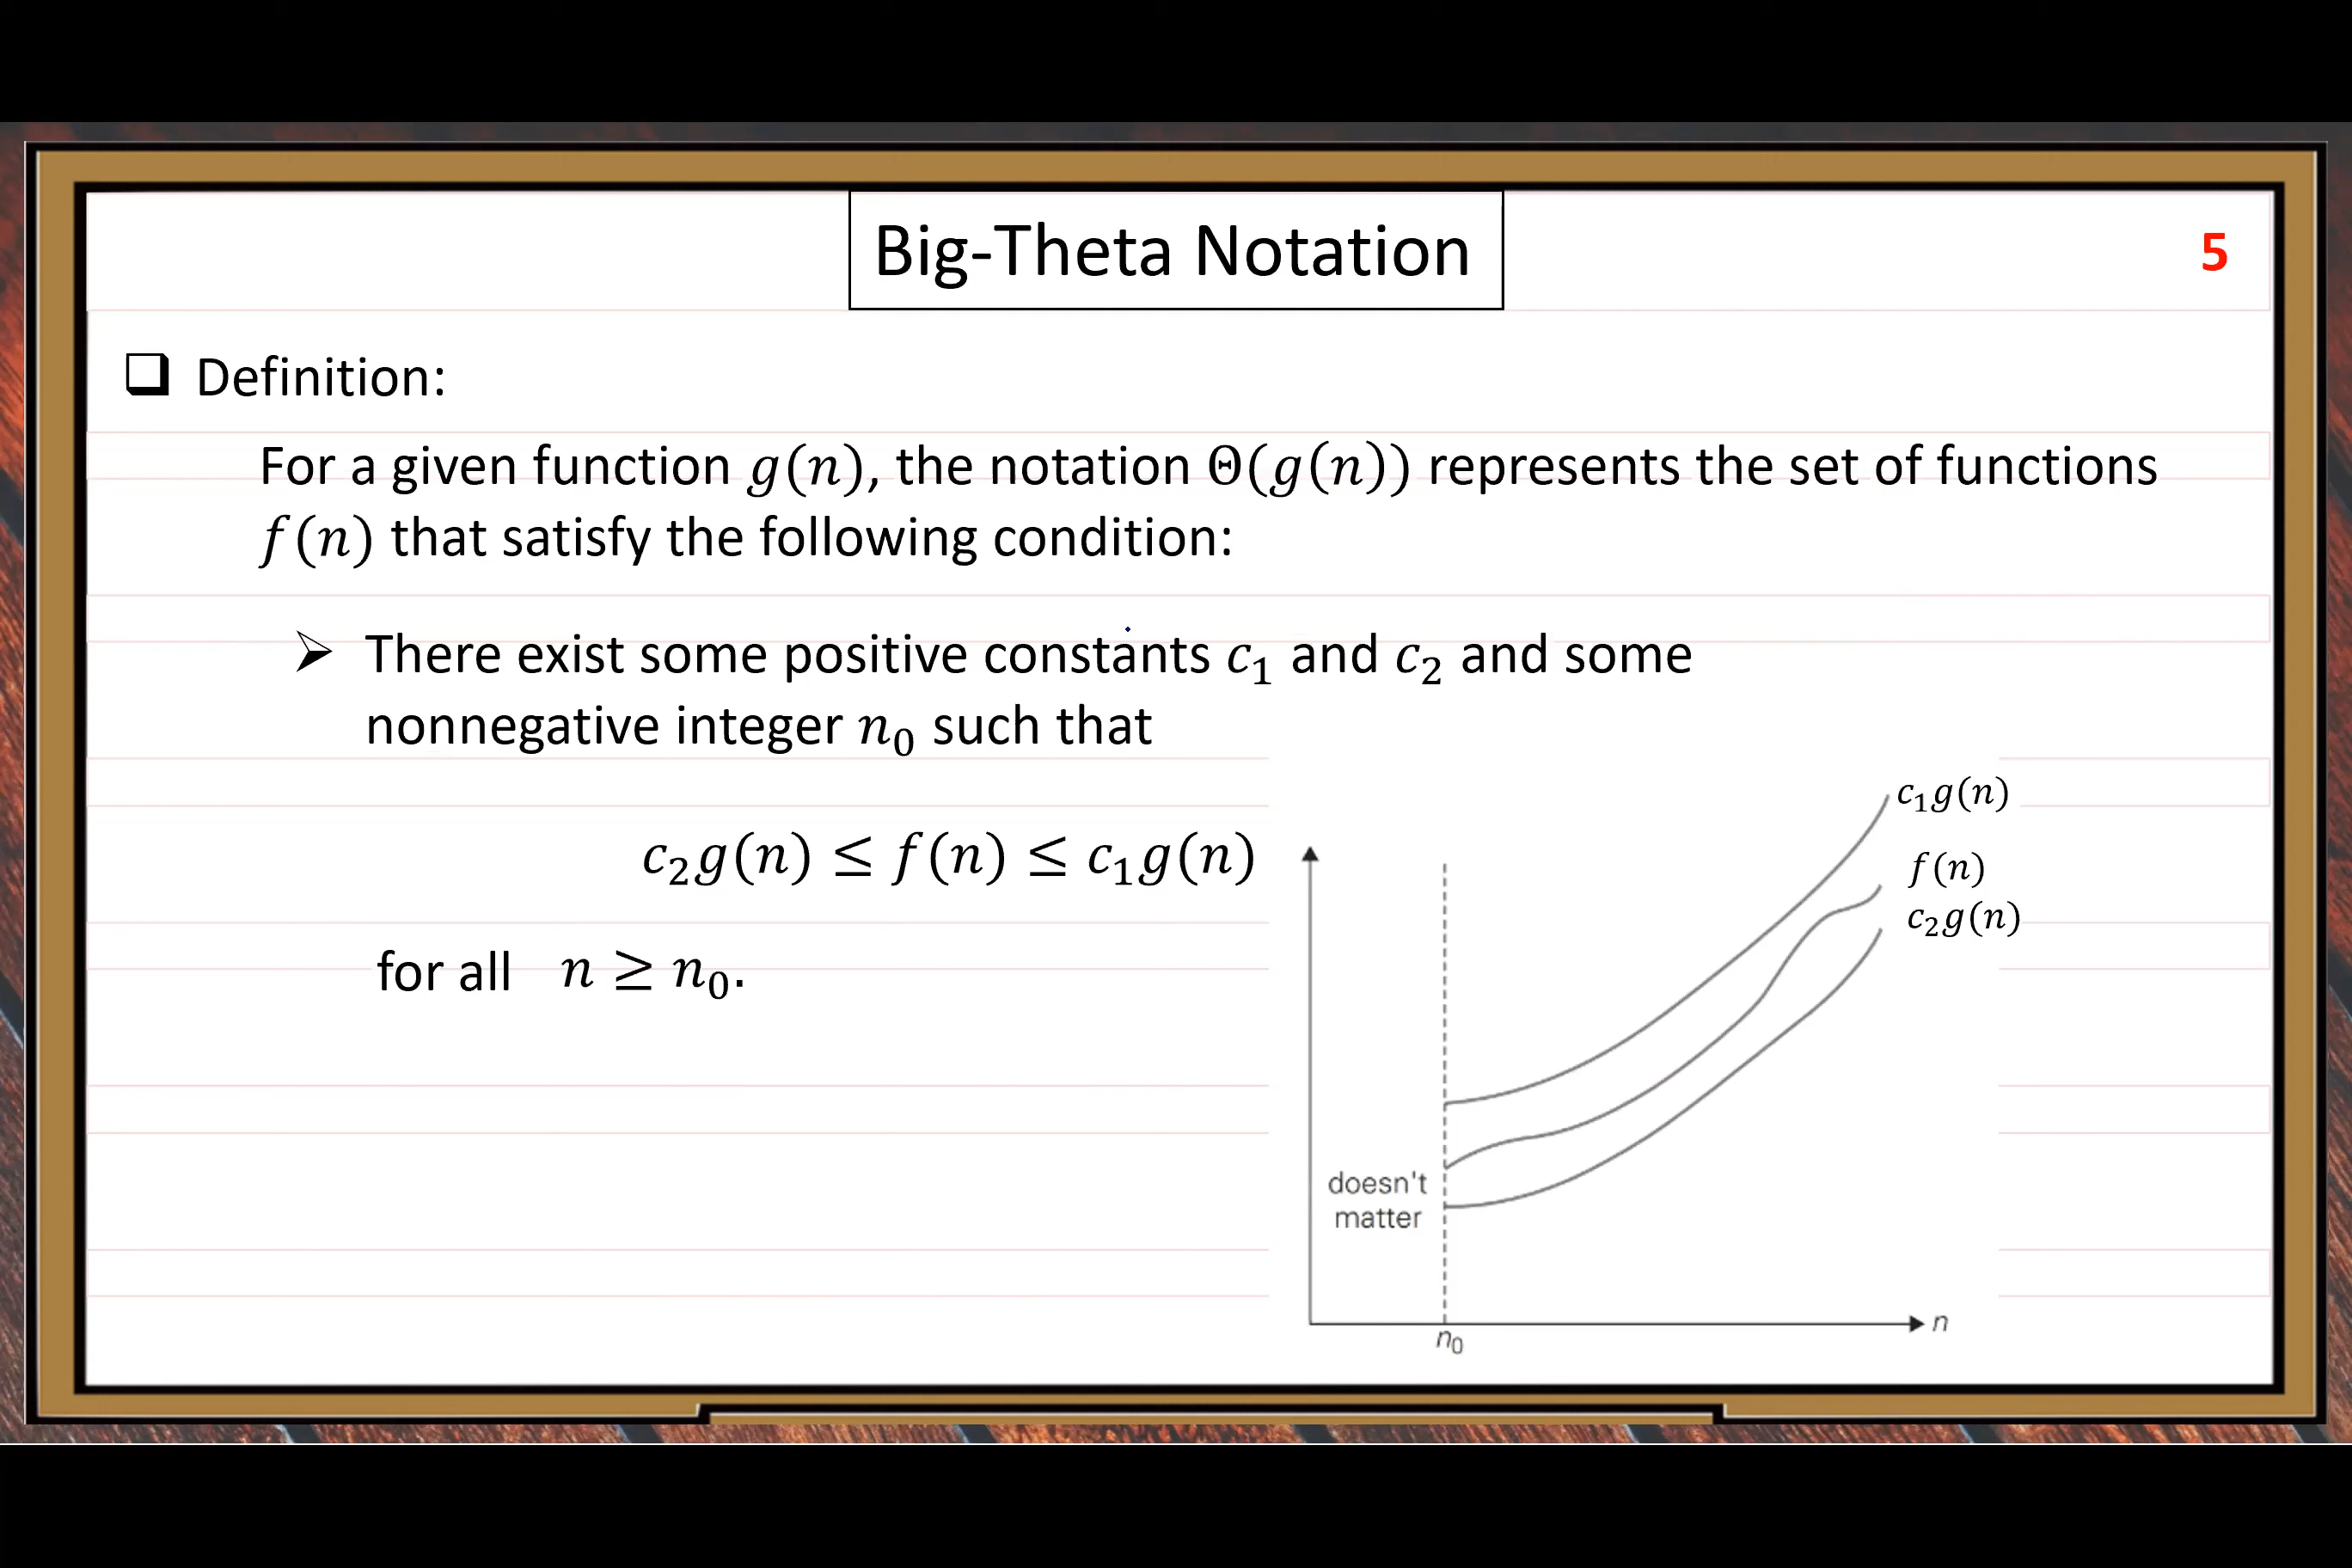 Big-Theta Notation
5
❑ Definition:
For a given function g(n), the notation Θ(g(n)) represents the set of functions
f(n) that satisfy the following condition:
➢ There exist some positive constants c₁ and c₂ and some
nonnegative integer n₀ such that
c₂g(n) ≤ f(n) ≤ c₁g(n)
for all n ≥ n₀.
c₁g(n)
f(n)
c₂g(n)
doesn't
matter
n
n₀